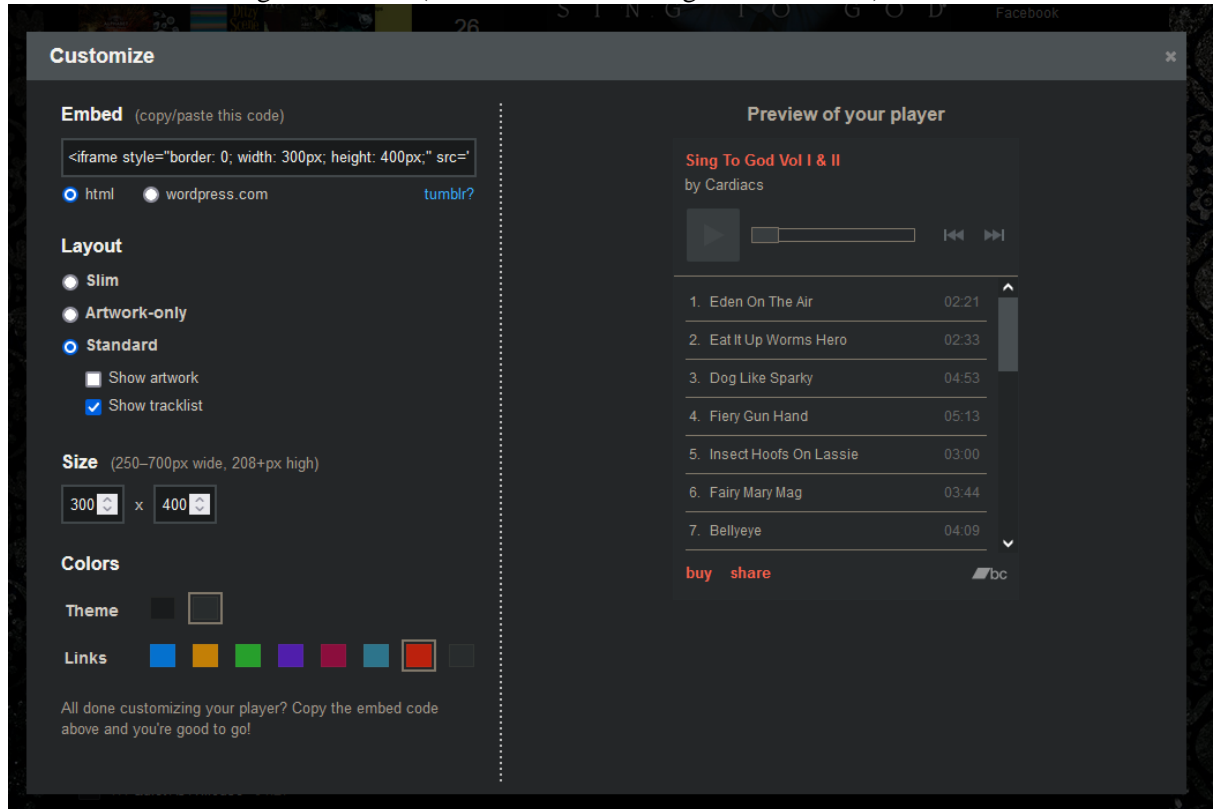 Ditzy
Scene
26
SING TO GOD
Facebook
Customize
×
Embed (copy/paste this code)
<iframe style="border: 0; width: 300px; height: 400px;" src='
html wordpress.com tumblr?
Layout
Slim
Artwork-only
Standard
Show artwork
Show tracklist
Size (250–700px wide, 208+px high)
300 x 400
Colors
Theme
Links
All done customizing your player? Copy the embed code
above and you're good to go!
Preview of your player
Sing To God Vol I & II
by Cardiacs
1. Eden On The Air 02:21
2. Eat It Up Worms Hero 02:33
3. Dog Like Sparky 04:53
4. Fiery Gun Hand 05:13
5. Insect Hoofs On Lassie 03:00
6. Fairy Mary Mag 03:44
7. Bellyeye 04:09
buy share bc